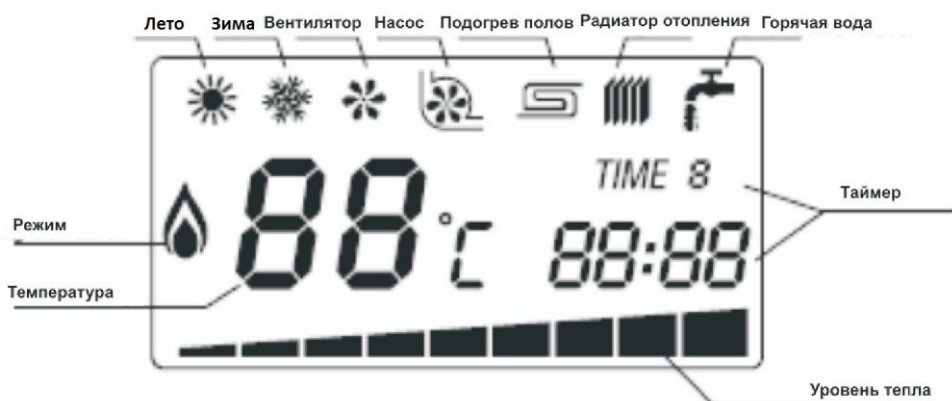 Лето Зима Вентилятор Насос Подогрев полов Радиатор отопления Горячая вода
TIME 8
Таймер
Режим
88 °C 88:88
Температура
Уровень тепла